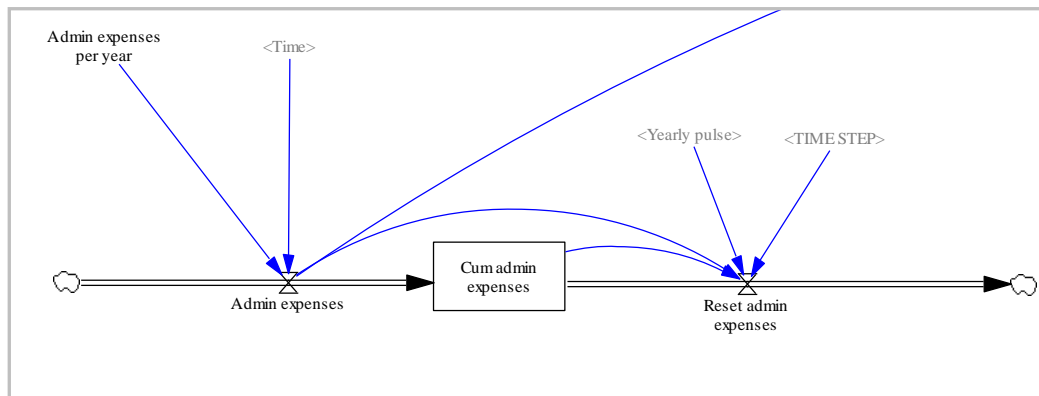 Admin expenses
per year
<Time>
<Yearly pulse>
<TIME STEP>
Cum admin
expenses
Admin expenses
Reset admin
expenses